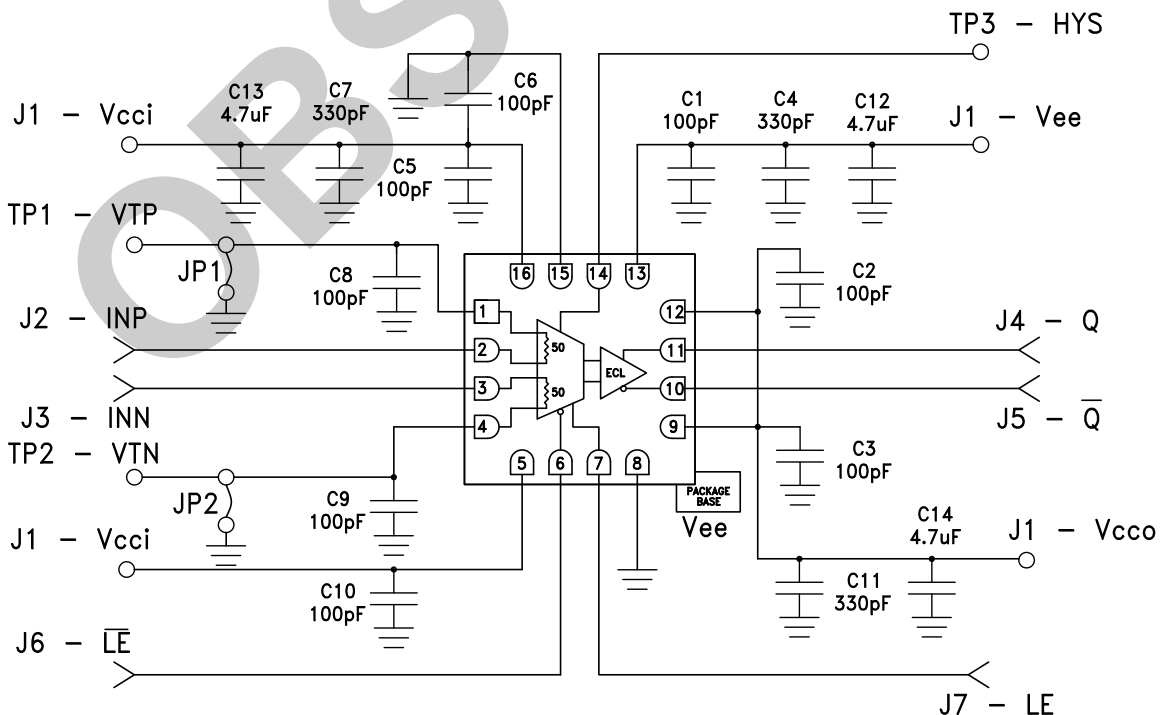 TP3 - HYS
C6
100pF
C13
4.7uF
C7
330pF
C1
100pF
C4
330pF
C12
4.7uF
J1 - Vcci
J1 - Vee
C5
100pF
TP1 - VTP
JP1
C8
100pF
16
15
14
13
C2
100pF
J2 - INP
1
12
J4 - Q
2
50
11
3
50
ECL
10
J3 - INN
4
9
J5 - Q̅
TP2 - VTN
5
6
7
8
C3
100pF
JP2
C9
100pF
PACKAGE
BASE
Vee
C14
4.7uF
J1 - Vcci
J1 - Vcco
C10
100pF
C11
330pF
J6 - L̅E̅
J7 - LE
OBS